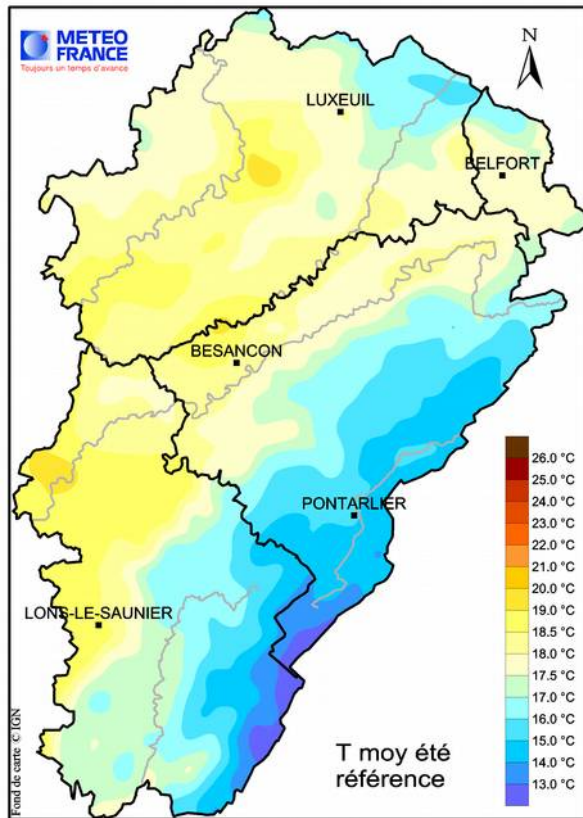 METEO
FRANCE
Toujours un temps d'avance
N
LUXEUIL
BELFORT
BESANCON
PONTARLIER
LONS-LE-SAUNIER
26.0 °C
25.0 °C
24.0 °C
23.0 °C
22.0 °C
21.0 °C
20.0 °C
19.0 °C
18.5 °C
18.0 °C
17.5 °C
17.0 °C
16.0 °C
15.0 °C
14.0 °C
13.0 °C
T moy été
référence
Fond de carte © IGN